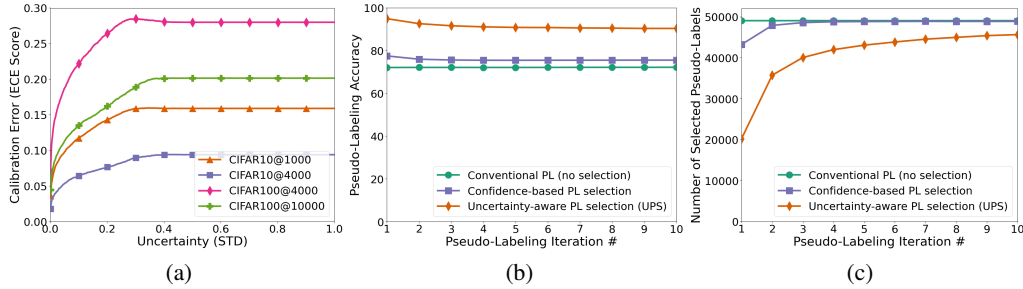 Calibration Error (ECE Score)
0.30
0.25
0.20
0.15
0.10
0.05
0.00
0.0 0.2 0.4 0.6 0.8 1.0
Uncertainty (STD)
CIFAR10@1000
CIFAR10@4000
CIFAR100@4000
CIFAR100@10000
(a)
Pseudo-Labeling Accuracy
100
80
60
40
20
0
1 2 3 4 5 6 7 8 9 10
Pseudo-Labeling Iteration #
Conventional PL (no selection)
Confidence-based PL selection
Uncertainty-aware PL selection (UPS)
(b)
Number of Selected Pseudo-Labels
50000
40000
30000
20000
10000
0
1 2 3 4 5 6 7 8 9 10
Pseudo-Labeling Iteration #
Conventional PL (no selection)
Confidence-based PL selection
Uncertainty-aware PL selection (UPS)
(c)